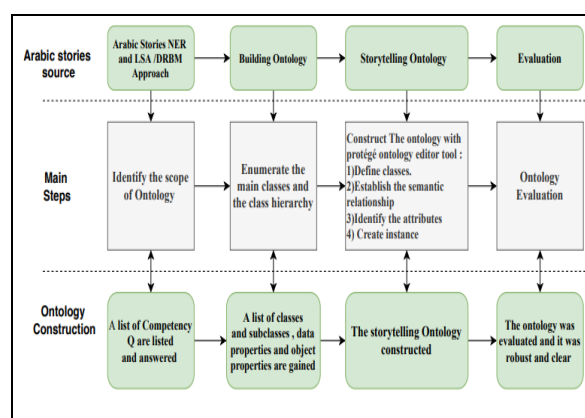 Arabic stories
source
Arabic Stories NER
and LSA /DRBM
Approach
Building Ontology
Storytelling Ontology
Evaluation
Main
Steps
Identify the scope
of Ontology
Enumerate the
main classes and
the class hierarchy
Construct The ontology with
protégé ontology editor tool :
1)Define classes.
2)Establish the semantic
relationship
3)Identify the attributes
4) Create instance
Ontology
Evaluation
Ontology
Construction
A list of Competency
Q are listed
and answered
A list of classes
and subclasses , data
properties and object
properties are gained
The storytelling Ontology
constructed
The ontology was
evaluated and it was
robust and clear